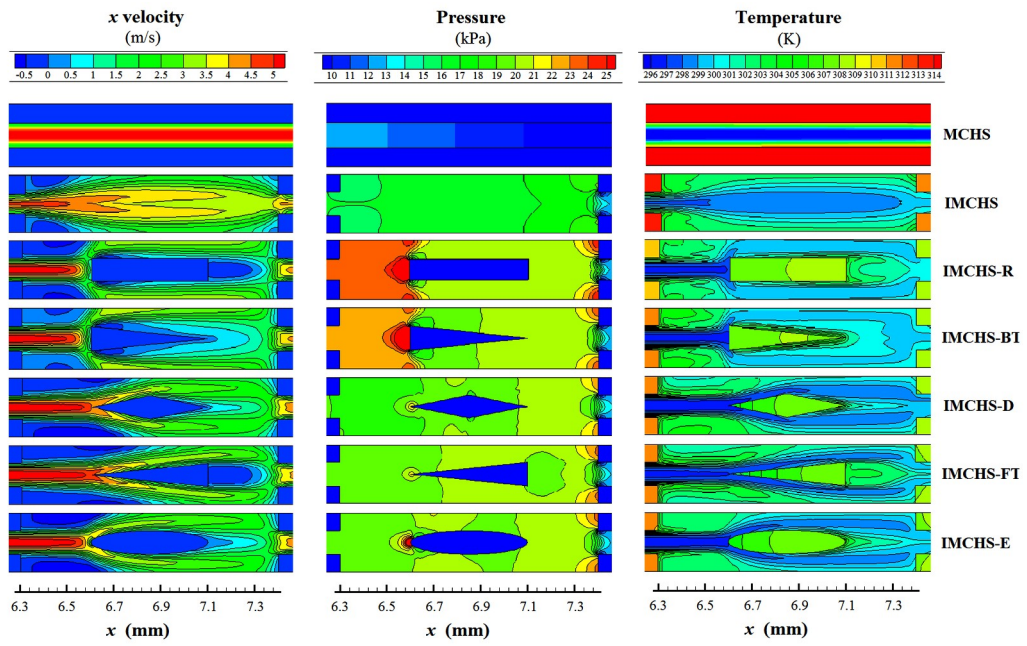 x velocity
(m/s)
-0.5 0 0.5 1 1.5 2 2.5 3 3.5 4 4.5 5
Pressure
(kPa)
10 11 12 13 14 15 16 17 18 19 20 21 22 23 24 25
Temperature
(K)
296 297 298 299 300 301 302 303 304 305 306 307 308 309 310 311 312 313 314
MCHS
IMCHS
IMCHS-R
IMCHS-BT
IMCHS-D
IMCHS-FT
IMCHS-E
6.3 6.5 6.7 6.9 7.1 7.3
x (mm)
6.3 6.5 6.7 6.9 7.1 7.3
x (mm)
6.3 6.5 6.7 6.9 7.1 7.3
x (mm)